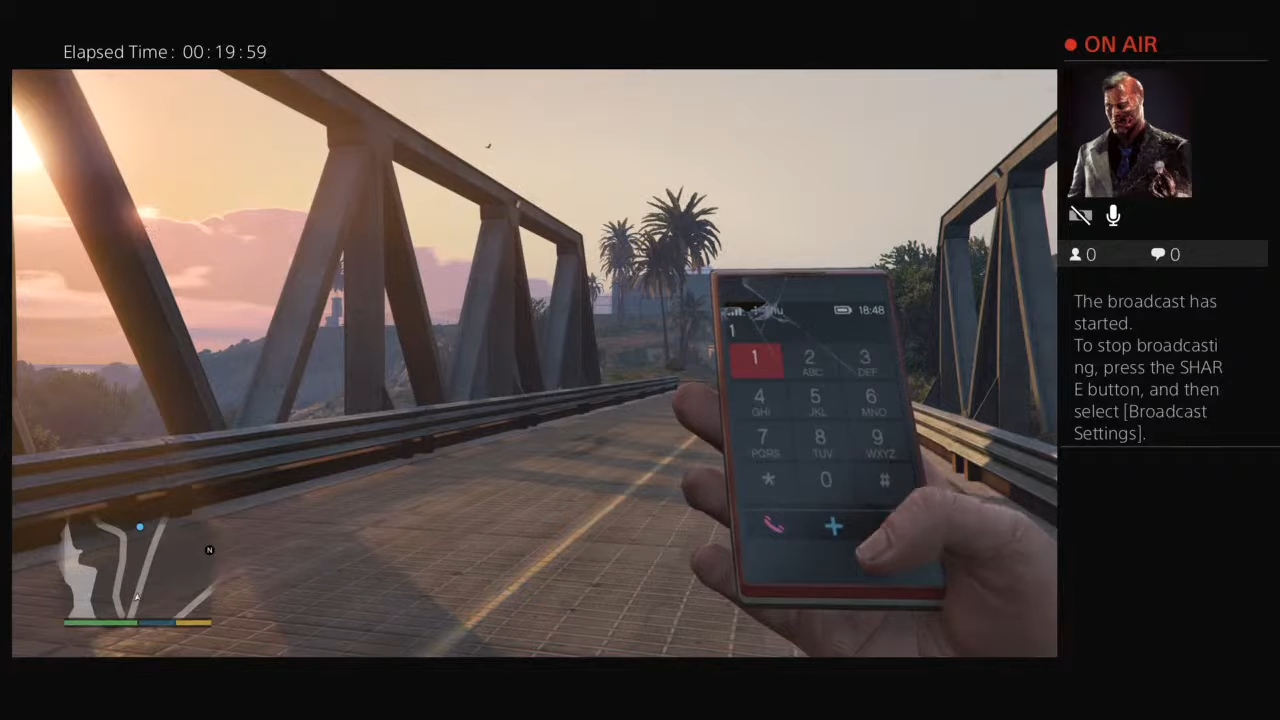 Elapsed Time: 00:19:59
ON AIR
0 0
The broadcast has
started.
To stop broadcasti
ng, press the SHAR
E button, and then
select [Broadcast
Settings].
18:48
1
1 2 3
ABC DEF
4 5 6
GHI JKL MNO
7 8 9
PQRS TUV WXYZ
* 0 #
N